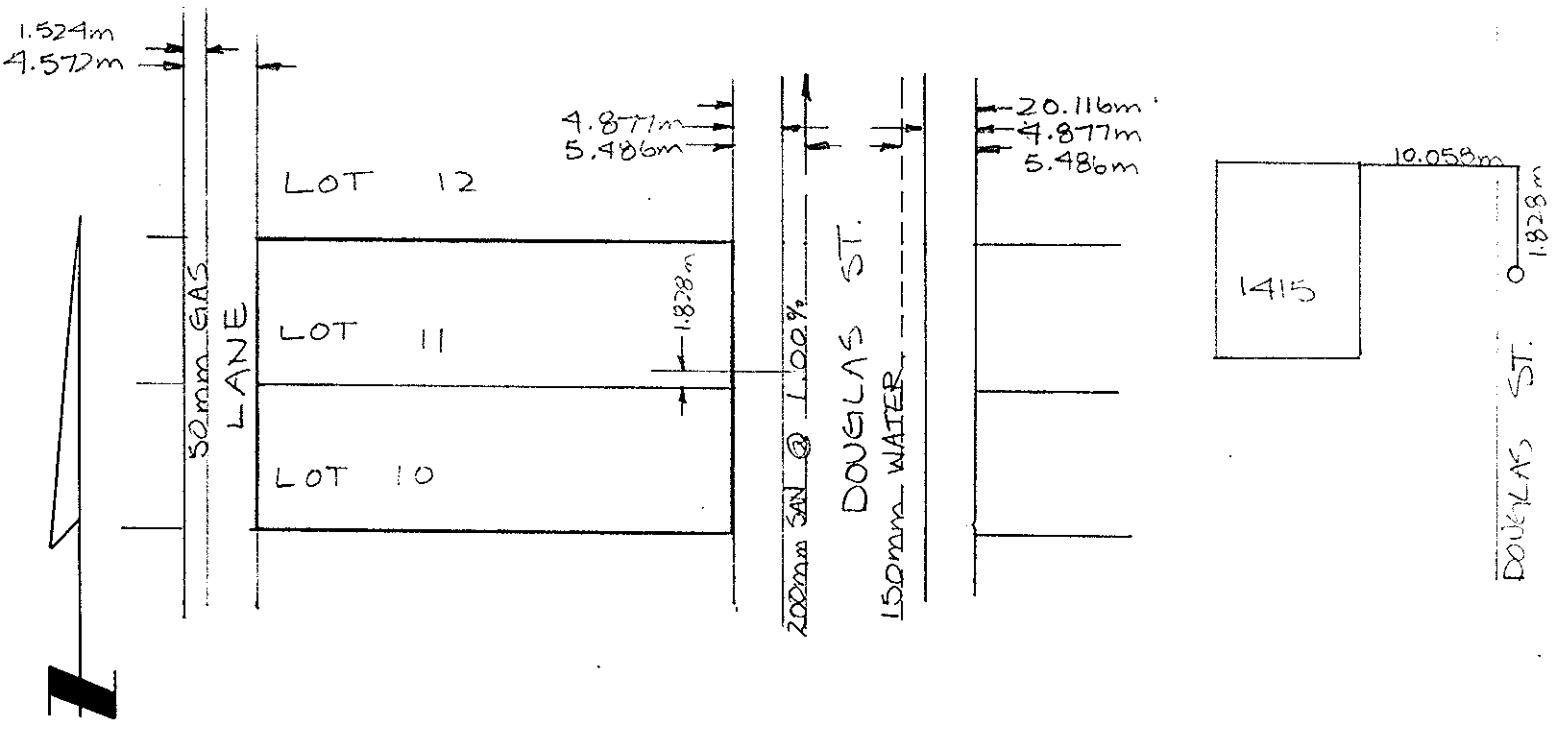 1.524m
4.572m
4.877m
5.486m
20.116m
4.877m
5.486m
10.058m
1.828m
LOT 12
50mm GAS
LANE
LOT 11
1.828m
LOT 10
200mm SAN @ 1.00%
DOUGLAS ST.
150mm WATER
1415
DOUGLAS ST.
N